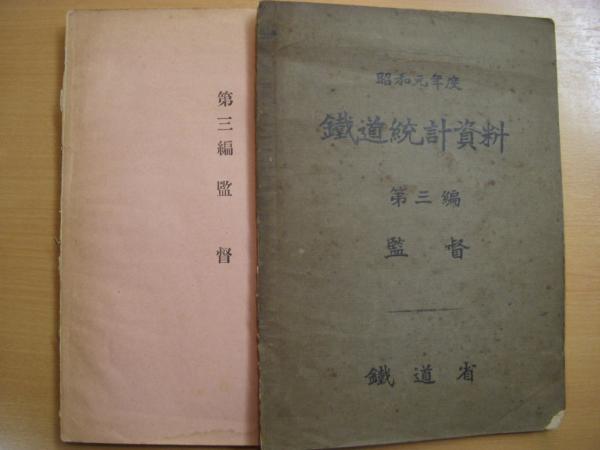 第三編 監督
昭和元年度
鐵道統計資料
第三編
監督
鐵道省